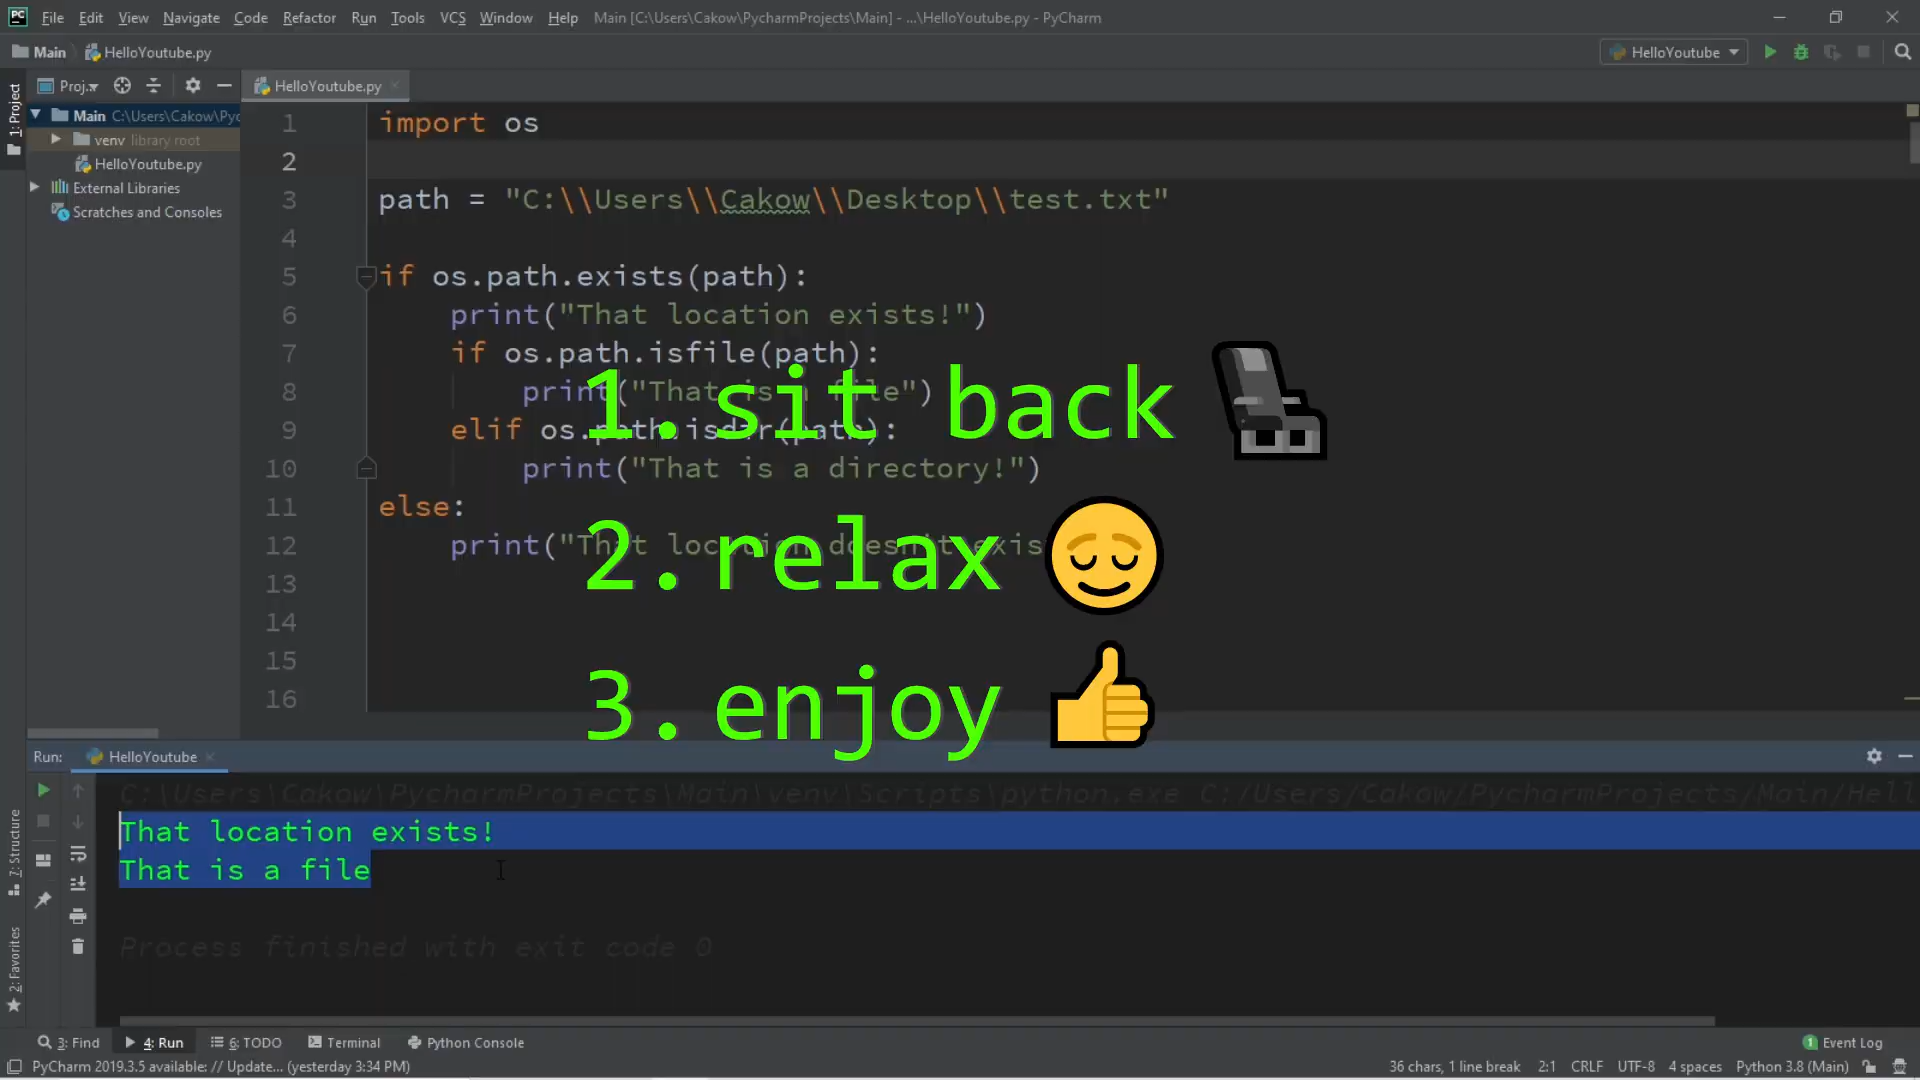 File Edit View Navigate Code Refactor Run Tools VCS Window Help Main [C:\Users\Cakow\PycharmProjects\Main] - ...\HelloYoutube.py - PyCharm
Main HelloYoutube.py
HelloYoutube
Proj...
HelloYoutube.py
1: Project
Main C:\Users\Cakow\Pyc
venv library root
HelloYoutube.py
External Libraries
Scratches and Consoles
1 import os
2
3 path = "C:\\Users\\Cakow\\Desktop\\test.txt"
4
5 if os.path.exists(path):
6 print("That location exists!")
7 if os.path.isfile(path):
8 print("That is a file")
9 elif os.path.isdir(path):
10 print("That is a directory!")
11 else:
12 print("That location doesn't exis
13
14
15
16
1.sit back
2.relax
3.enjoy
Run: HelloYoutube
C:\Users\Cakow\PycharmProjects\Main\venv\Scripts\python.exe C:/Users/Cakow/PycharmProjects/Main/Hell
That location exists!
That is a file
Process finished with exit code 0
7: Structure
2: Favorites
3: Find 4: Run 6: TODO Terminal Python Console 1 Event Log
PyCharm 2019.3.5 available: // Update... (yesterday 3:34 PM) 36 chars, 1 line break 2:1 CRLF UTF-8 4 spaces Python 3.8 (Main)